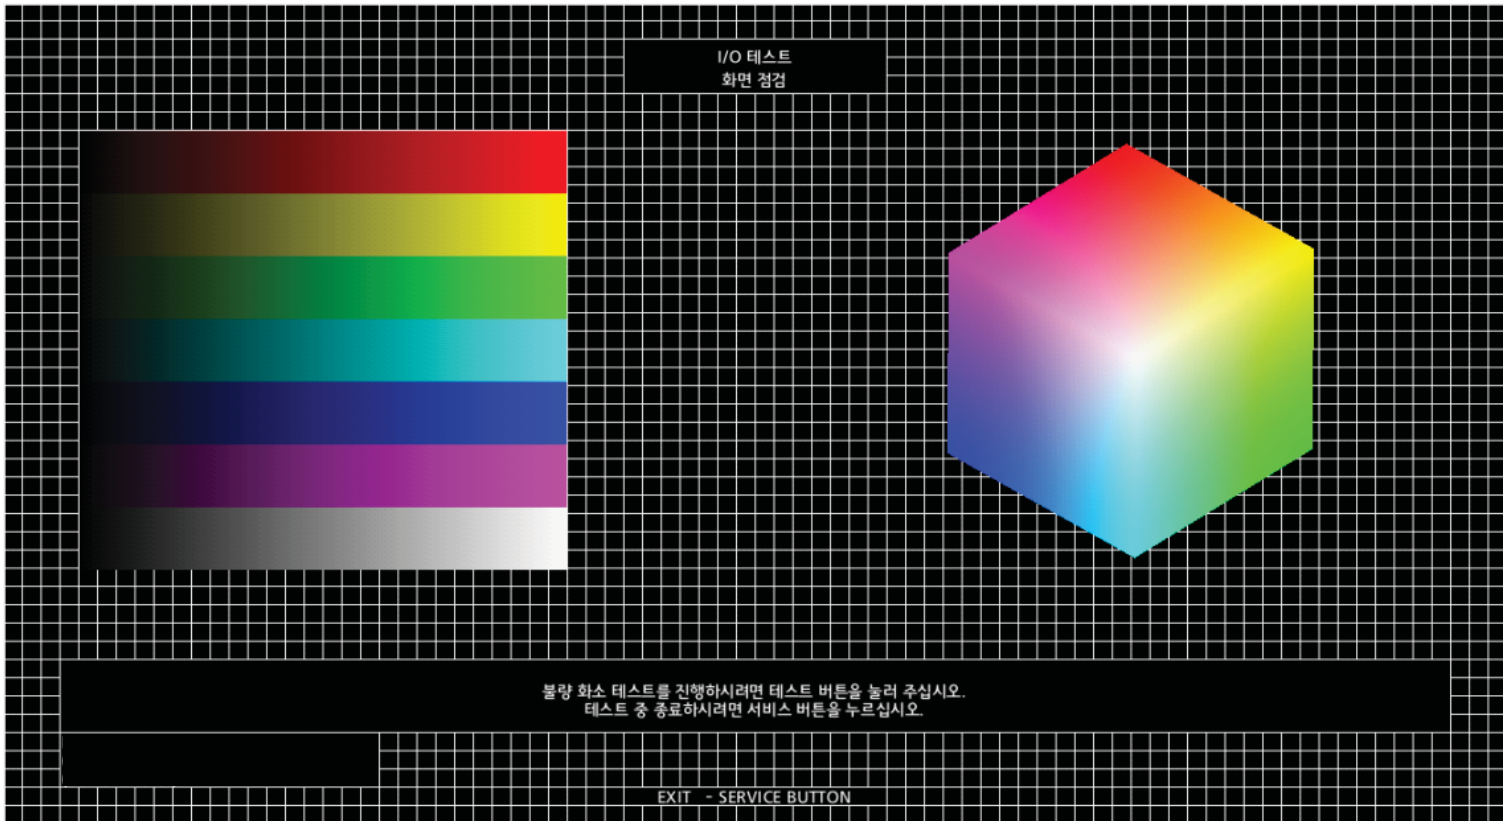 I/O 테스트
화면 점검
불량 화소 테스트를 진행하시려면 테스트 버튼을 눌러 주십시오.
테스트 중 종료하시려면 서비스 버튼을 누르십시오.
EXIT - SERVICE BUTTON